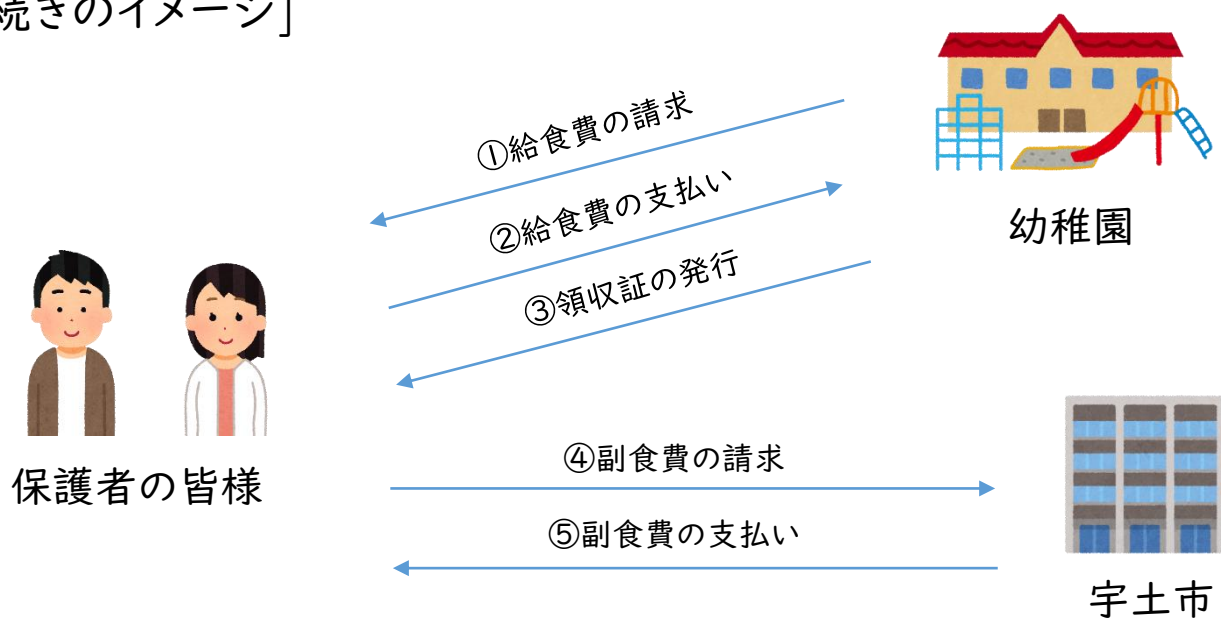 続きのイメージ］
①給食費の請求
②給食費の支払い
幼稚園
③領収証の発行
④副食費の請求
保護者の皆様
⑤副食費の支払い
宇土市